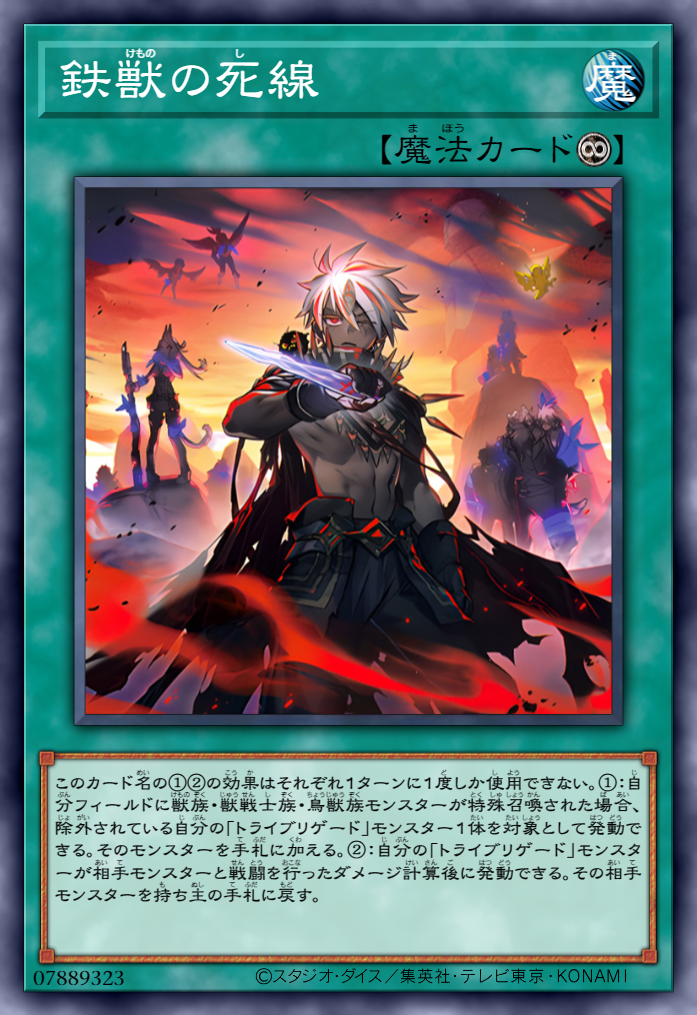 鉄獣の死線
魔
【魔法カード】
このカード名の①②の効果はそれぞれ1ターンに1度しか使用できない。①：自
分フィールドに獣族・獣戦士族・鳥獣族モンスターが特殊召喚された場合、
除外されている自分の「トライブリゲード」モンスター1体を対象として発動で
きる。そのモンスターを手札に加える。②：自分の「トライブリゲード」モンスタ
ーが相手モンスターと戦闘を行ったダメージ計算後に発動できる。その相手
モンスターを持ち主の手札に戻す。
07889323
©スタジオ・ダイス／集英社・テレビ東京・KONAMI